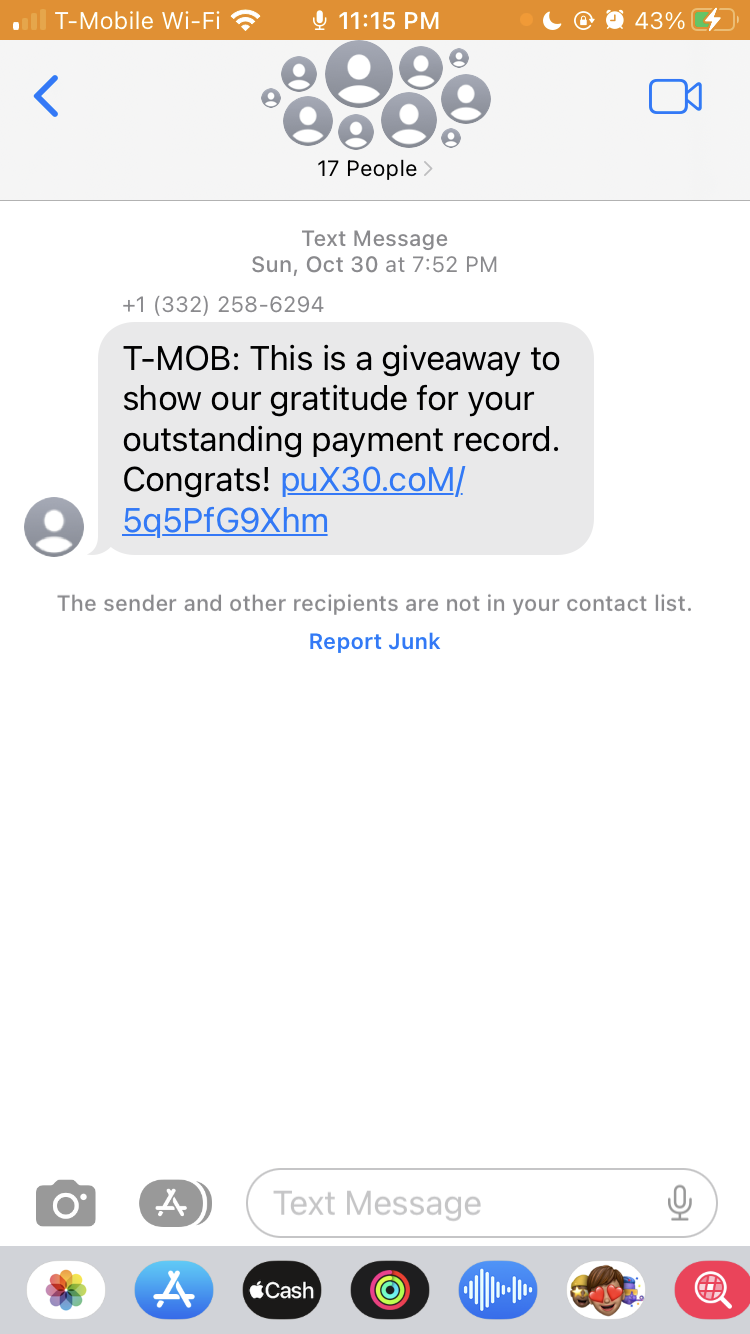 T-Mobile Wi-Fi 11:15 PM 43%
17 People
Text Message
Sun, Oct 30 at 7:52 PM
+1 (332) 258-6294
T-MOB: This is a giveaway to
show our gratitude for your
outstanding payment record.
Congrats! puX30.coM/
5q5PfG9Xhm
The sender and other recipients are not in your contact list.
Report Junk
Text Message
Cash